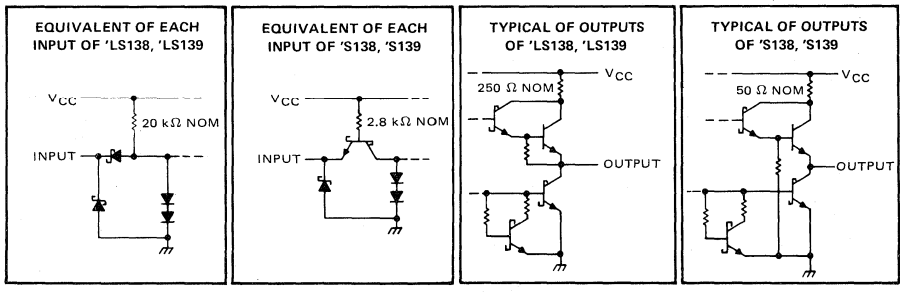 EQUIVALENT OF EACH
INPUT OF 'LS138, 'LS139
VCC
20 kΩ NOM
INPUT
EQUIVALENT OF EACH
INPUT OF 'S138, 'S139
VCC
2.8 kΩ NOM
INPUT
TYPICAL OF OUTPUTS
OF 'LS138, 'LS139
VCC
250 Ω NOM
OUTPUT
TYPICAL OF OUTPUTS
OF 'S138, 'S139
VCC
50 Ω NOM
OUTPUT